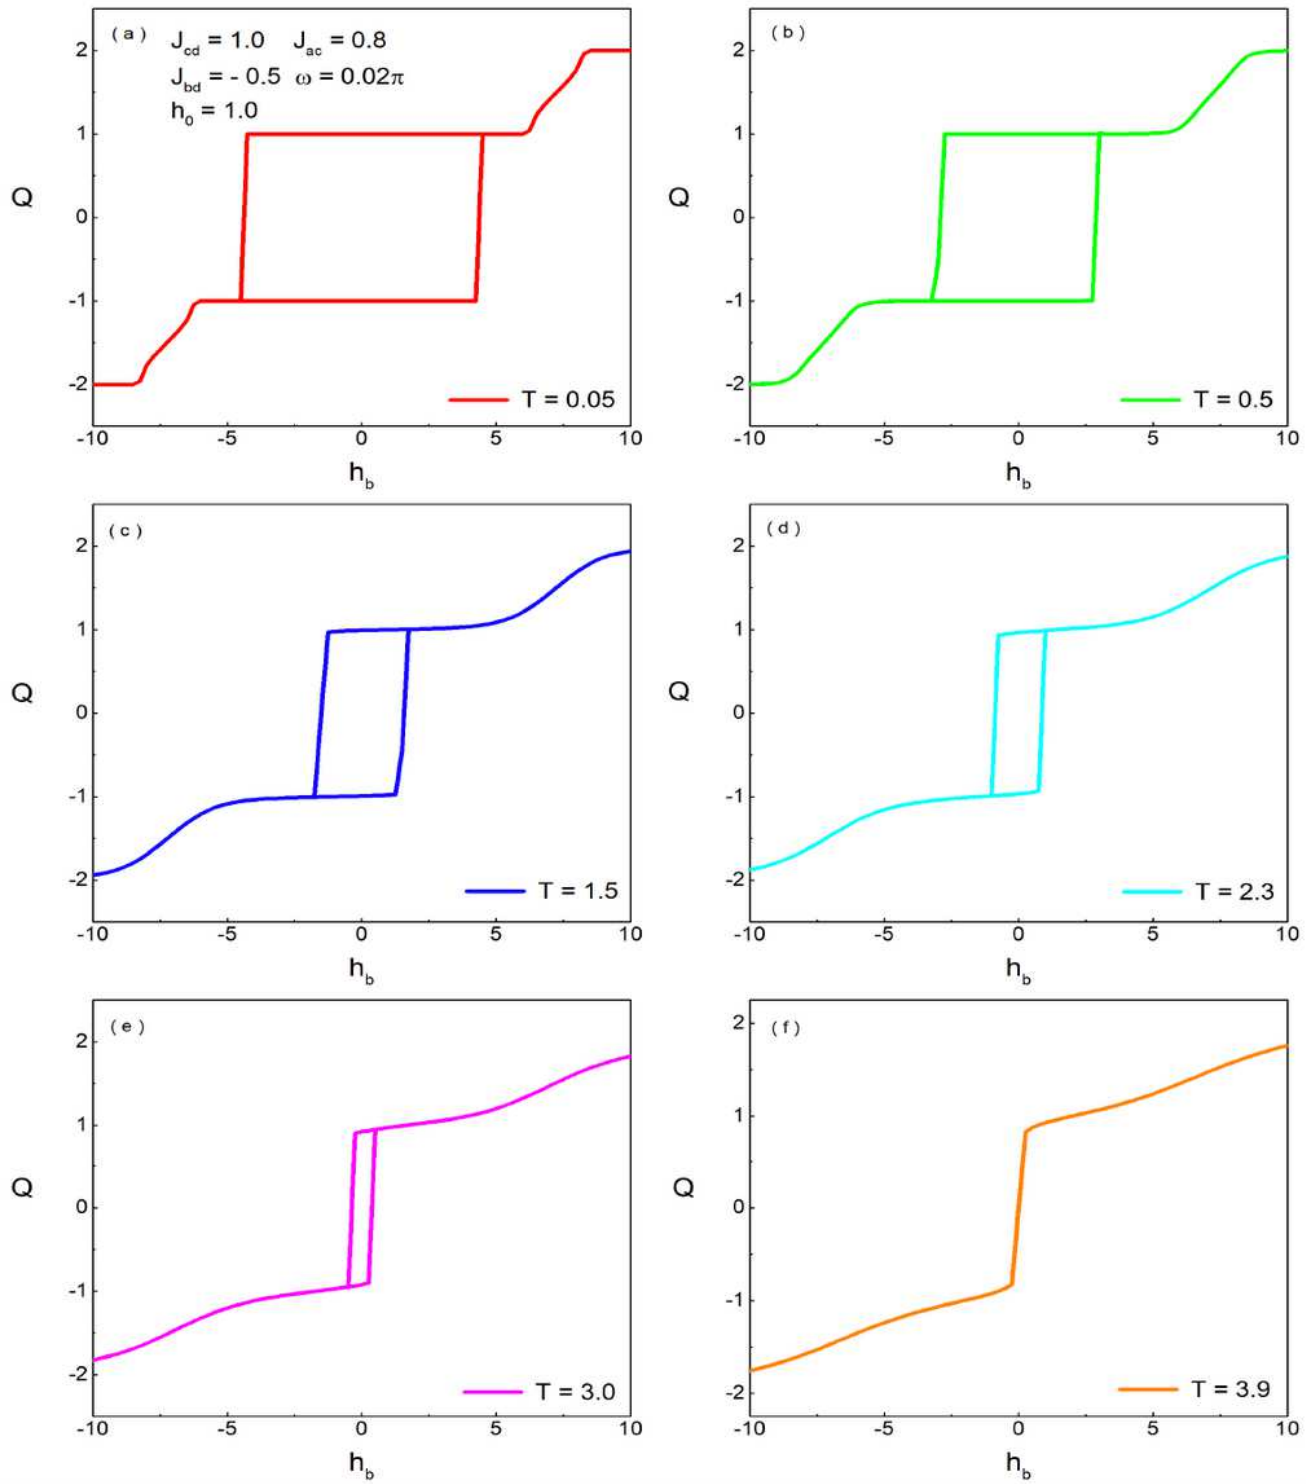 (a) J_cd = 1.0 J_ac = 0.8
J_bd = - 0.5 ω = 0.02π
h_0 = 1.0
2
1
Q
0
-1
-2
T = 0.05
-10 -5 0 5 10
h_b
(b)
2
1
Q
0
-1
-2
T = 0.5
-10 -5 0 5 10
h_b
(c)
2
1
Q
0
-1
-2
T = 1.5
-10 -5 0 5 10
h_b
(d)
2
1
Q
0
-1
-2
T = 2.3
-10 -5 0 5 10
h_b
(e)
2
1
Q
0
-1
-2
T = 3.0
-10 -5 0 5 10
h_b
(f)
2
1
Q
0
-1
-2
T = 3.9
-10 -5 0 5 10
h_b